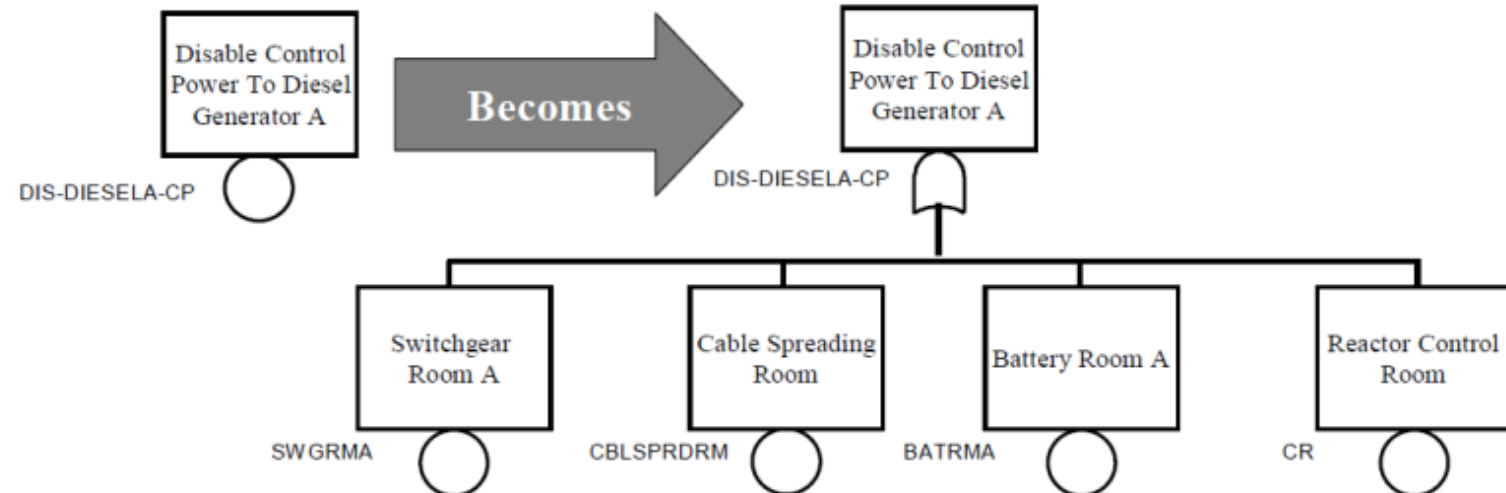 Disable Control
Power To Diesel
Generator A
DIS-DIESELA-CP
Becomes
Disable Control
Power To Diesel
Generator A
DIS-DIESELA-CP
Switchgear
Room A
SWGRMA
Cable Spreading
Room
CBLSPRDRM
Battery Room A
BATRMA
Reactor Control
Room
CR